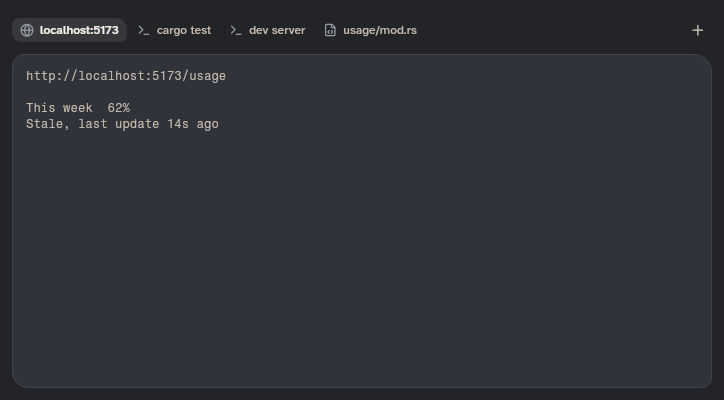 localhost:5173
cargo test
dev server
usage/mod.rs
http://localhost:5173/usage
This week  62%
Stale, last update 14s ago